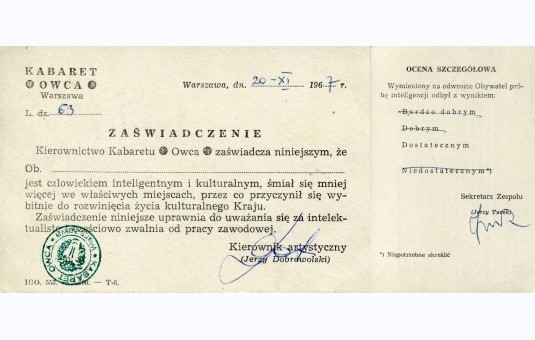 KABARET
OWCA
Warszawa
Warszawa, dn. 20-XI 1967 r.
L. dz. 63
ZAŚWIADCZENIE
Kierownictwo Kabaretu Owca zaświadcza niniejszym, że
Ob.
jest człowiekiem inteligentnym i kulturalnym, śmiał się mniej
więcej we właściwych miejscach, przez co przyczynił się wy-
bitnie do rozwinięcia życia kulturalnego Kraju.
Zaświadczenie niniejsze uprawnia do uważania się za intelek-
tualistę częściowo zwalnia od pracy zawodowej.
Kierownik artystyczny
(Jerzy Dobrowolski)
KABARET OWCA
T-6.
OCENA SZCZEGÓŁOWA
Wymieniony na odwrocie Obywatel pró-
bę inteligencji odbył z wynikiem:
Bardzo dobrym
Dobrym
Dostatecznym
Niedostatecznym*)
Sekretarz Zespołu
(Jerzy Turek)
*) Niepotrzebne skreślić